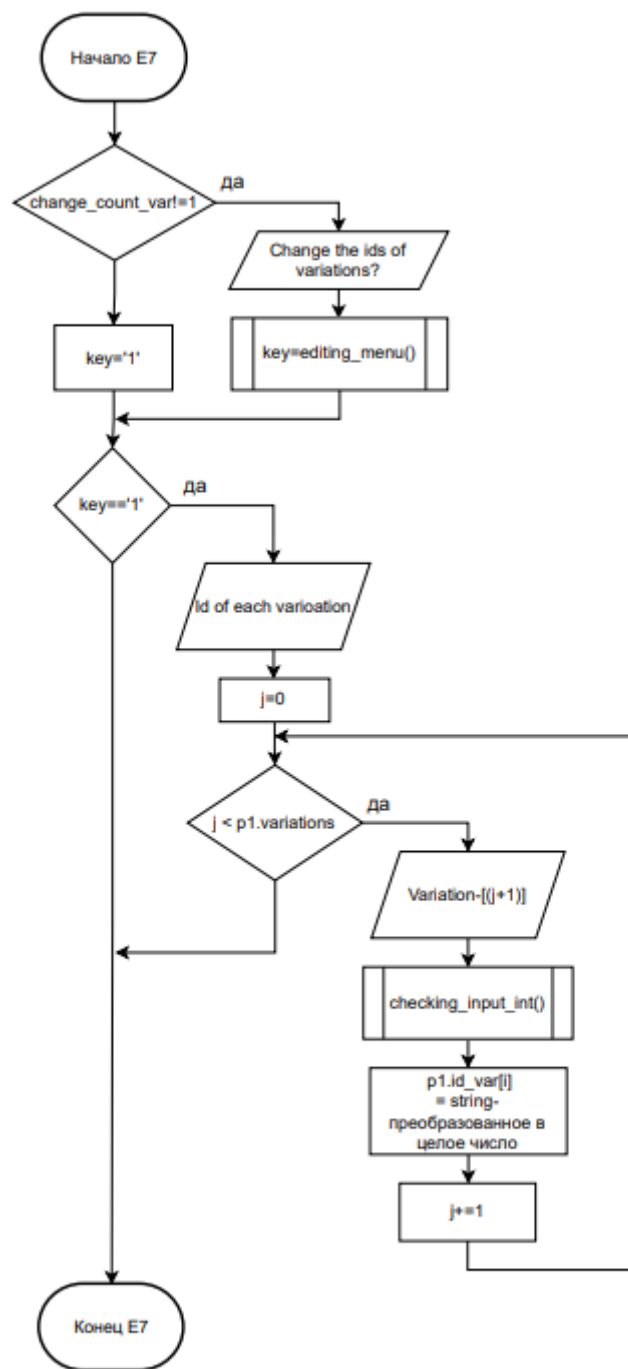 Начало E7
change_count_var!=1
да
Change the ids of
variations?
key='1'
key=editing_menu()
key=='1'
да
Id of each varioation
j=0
j < p1.variations
да
Variation-[(j+1)]
checking_input_int()
p1.id_var[i]
= string-
преобразованное в
целое число
j+=1
Конец E7